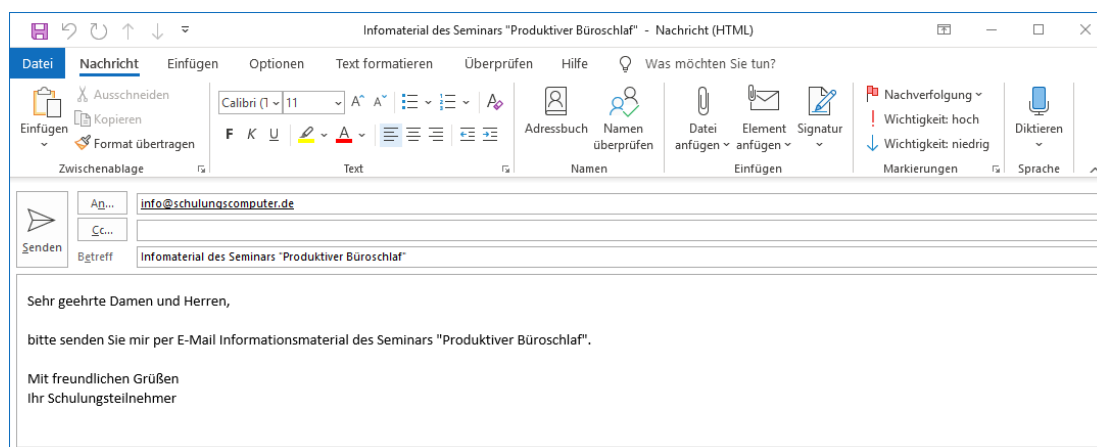 Infomaterial des Seminars "Produktiver Büroschlaf" - Nachricht (HTML)
Datei Nachricht Einfügen Optionen Text formatieren Überprüfen Hilfe Was möchten Sie tun?
Einfügen
Ausschneiden
Kopieren
Format übertragen
Zwischenablage
Calibri (T 11
F K U
Text
Adressbuch
Namen
überprüfen
Namen
Datei
anfügen
Element
anfügen
Signatur
Einfügen
Nachverfolgung
Wichtigkeit: hoch
Wichtigkeit: niedrig
Markierungen
Diktieren
Sprache
Senden
An... info@schulungscomputer.de
Cc...
Betreff Infomaterial des Seminars "Produktiver Büroschlaf"
Sehr geehrte Damen und Herren,
bitte senden Sie mir per E-Mail Informationsmaterial des Seminars "Produktiver Büroschlaf".
Mit freundlichen Grüßen
Ihr Schulungsteilnehmer